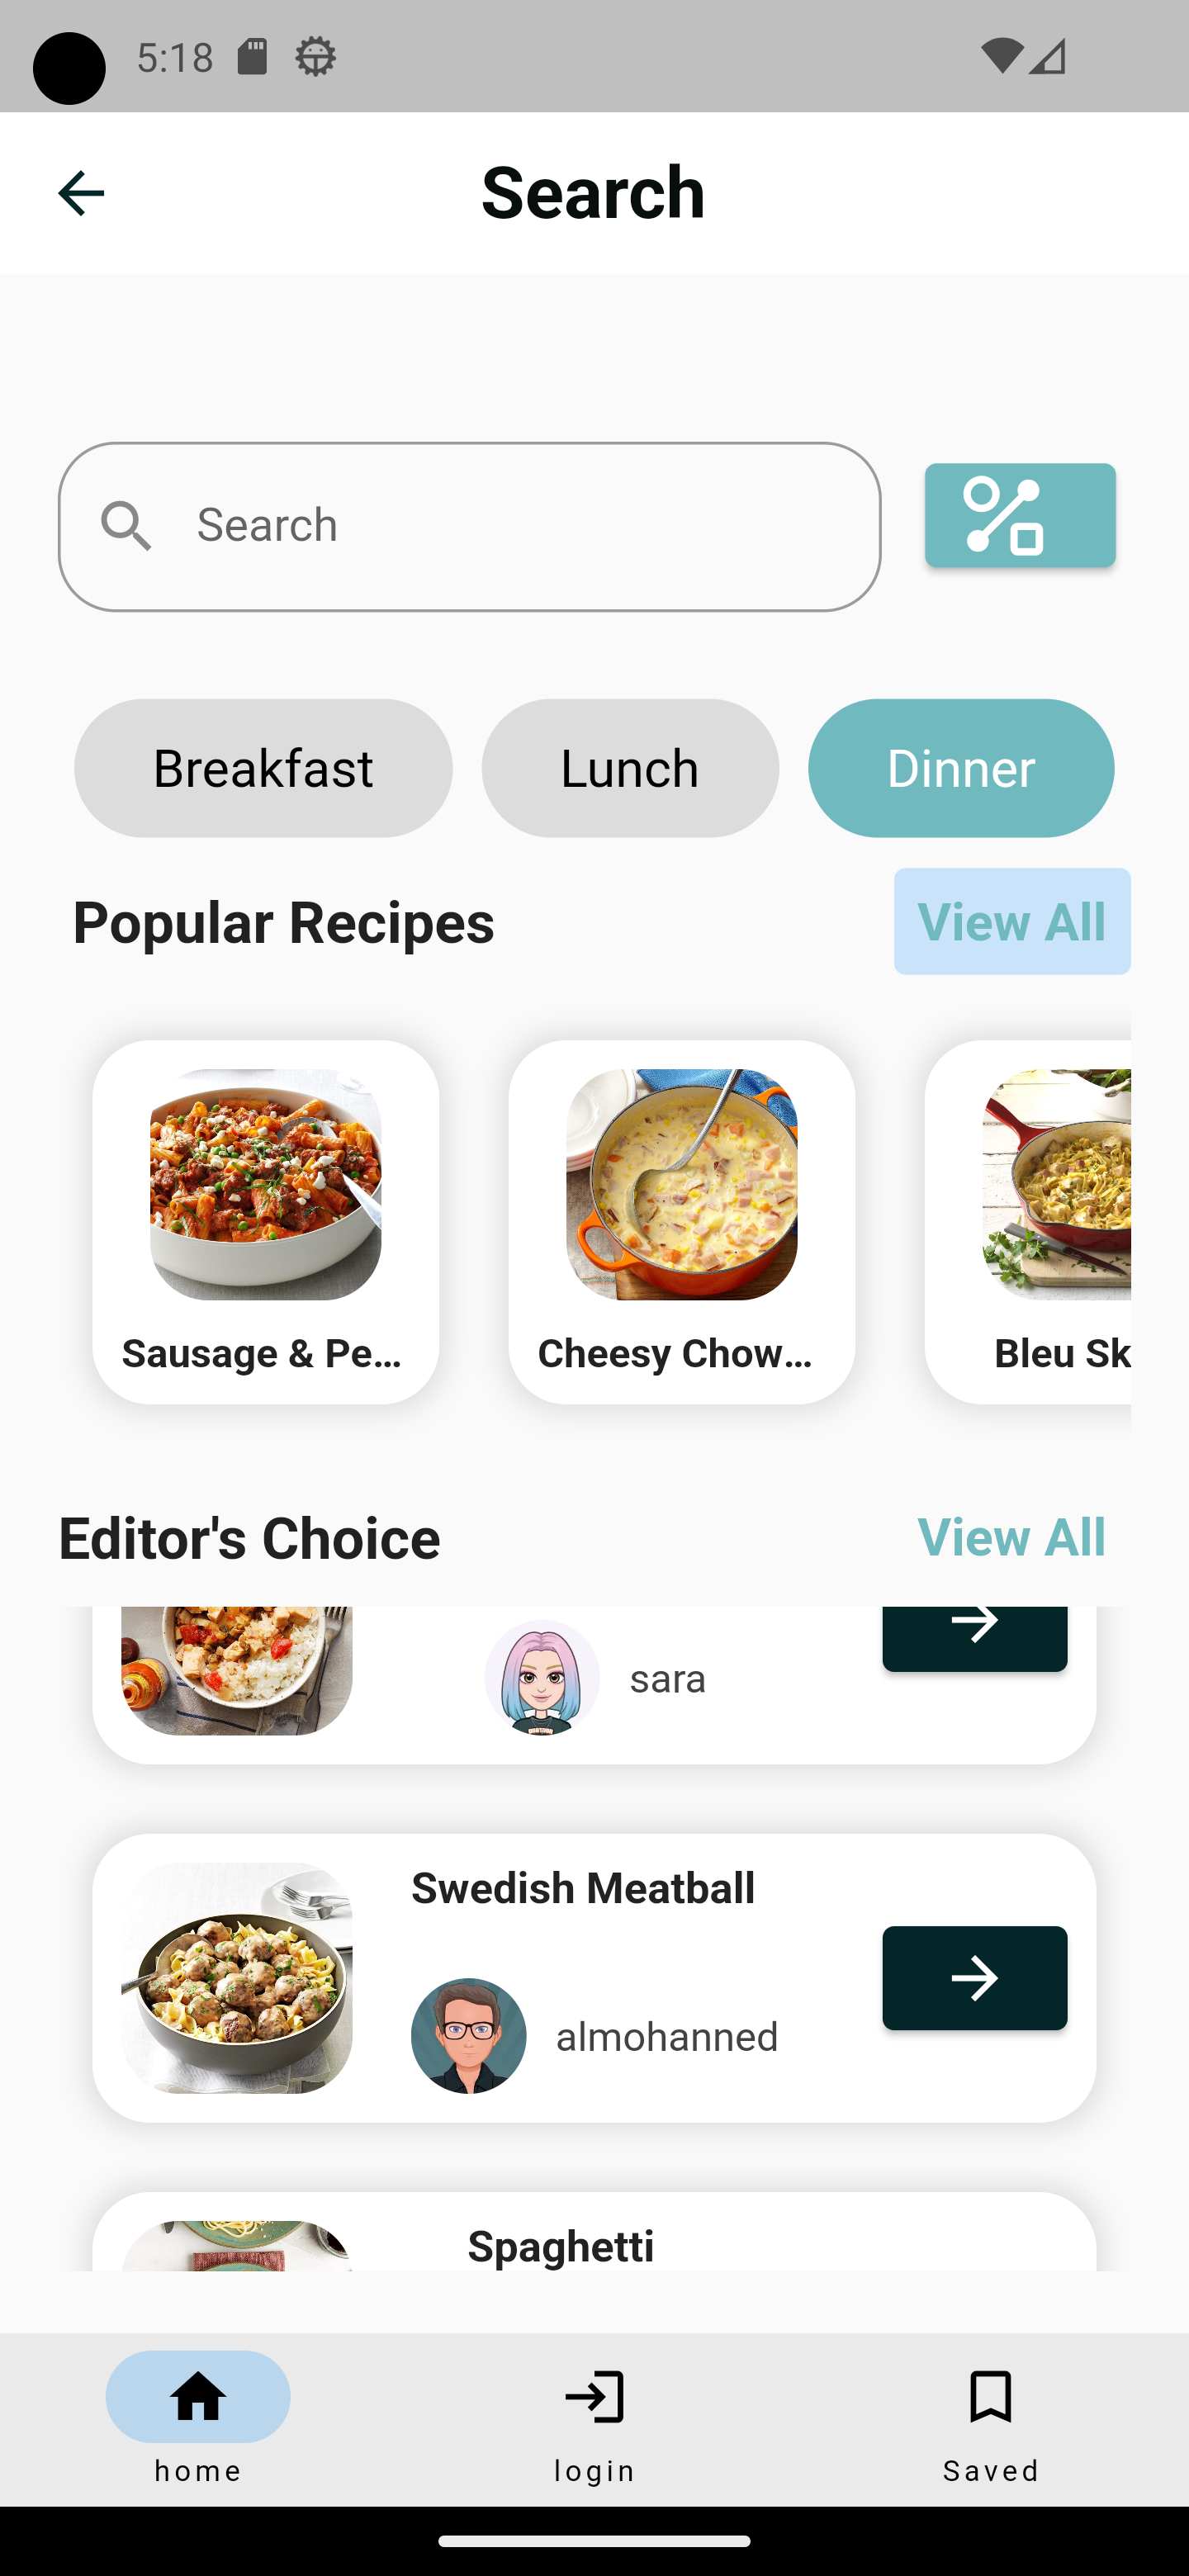 5:18
Search
Search
Breakfast
Lunch
Dinner
Popular Recipes
View All
Sausage & Pe...
Cheesy Chow...
Bleu Sk
Editor's Choice
View All
sara
Swedish Meatball
almohanned
Spaghetti
home
login
Saved